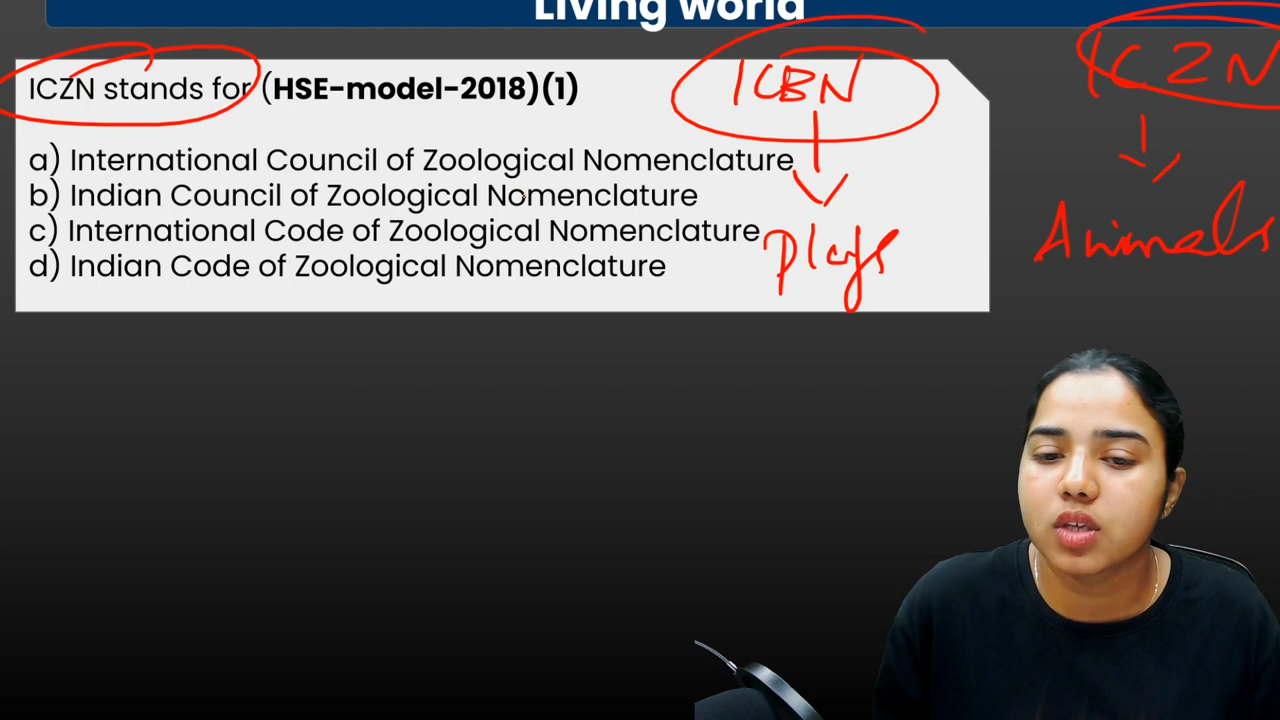 Living world
ICZN stands for (HSE-model-2018)(1)
a) International Council of Zoological Nomenclature
b) Indian Council of Zoological Nomenclature
c) International Code of Zoological Nomenclature
d) Indian Code of Zoological Nomenclature
ICBN
ICZN
Animals